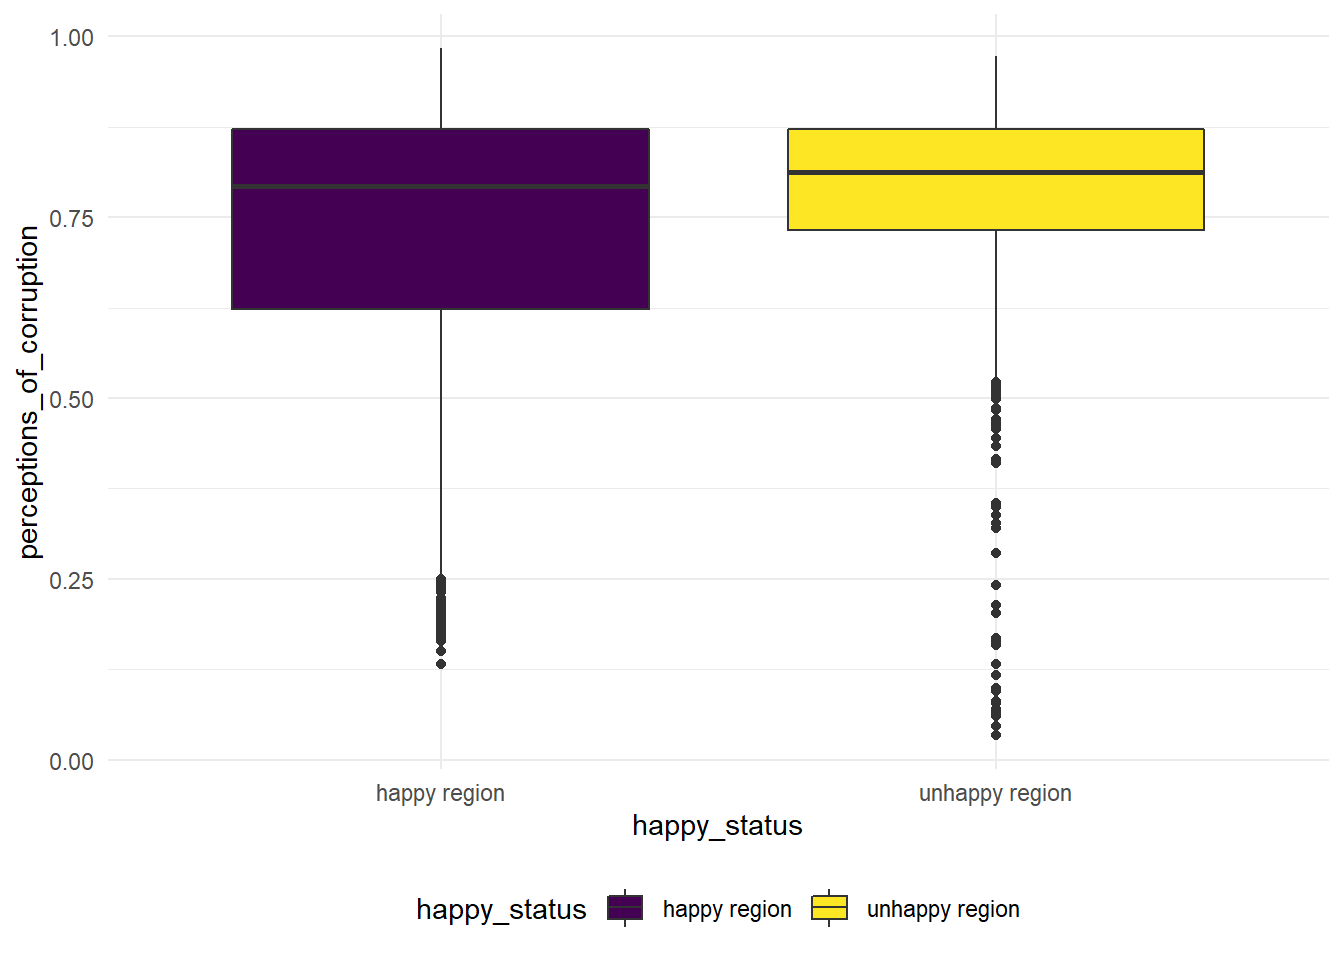 perceptions_of_corruption
1.00
0.75
0.50
0.25
0.00
happy region
unhappy region
happy_status
happy_status
happy region
unhappy region